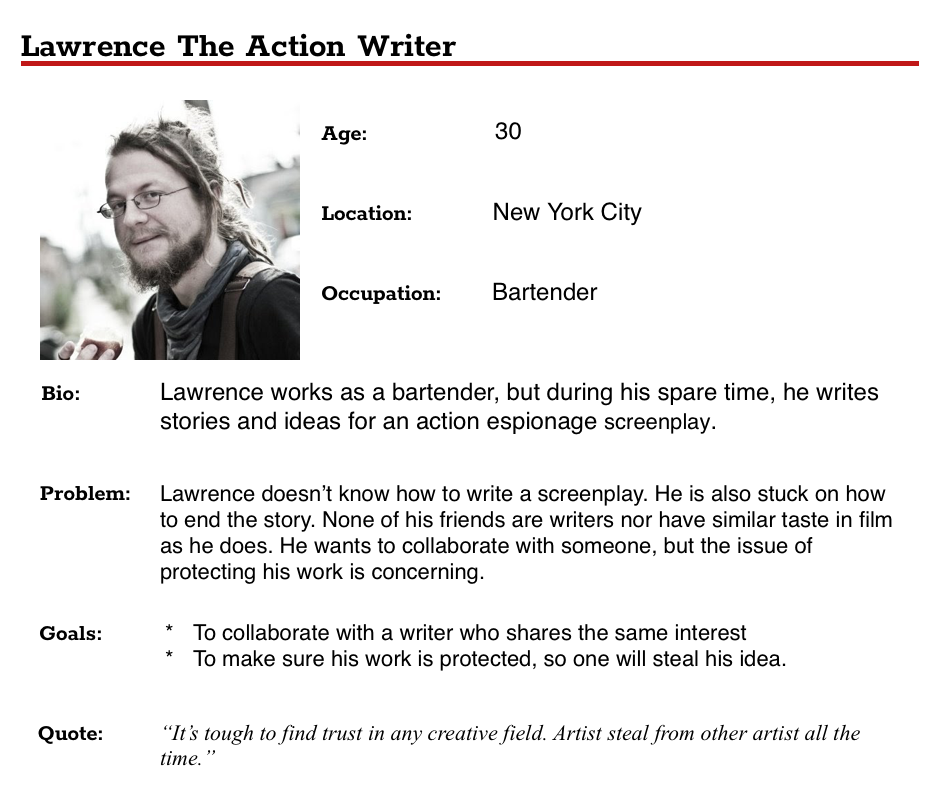 Lawrence The Action Writer
Age: 30
Location: New York City
Occupation: Bartender
Bio: Lawrence works as a bartender, but during his spare time, he writes
stories and ideas for an action espionage screenplay.
Problem: Lawrence doesn’t know how to write a screenplay. He is also stuck on how
to end the story. None of his friends are writers nor have similar taste in film
as he does. He wants to collaborate with someone, but the issue of
protecting his work is concerning.
Goals: * To collaborate with a writer who shares the same interest
* To make sure his work is protected, so one will steal his idea.
Quote: “It’s tough to find trust in any creative field. Artist steal from other artist all the
time.”